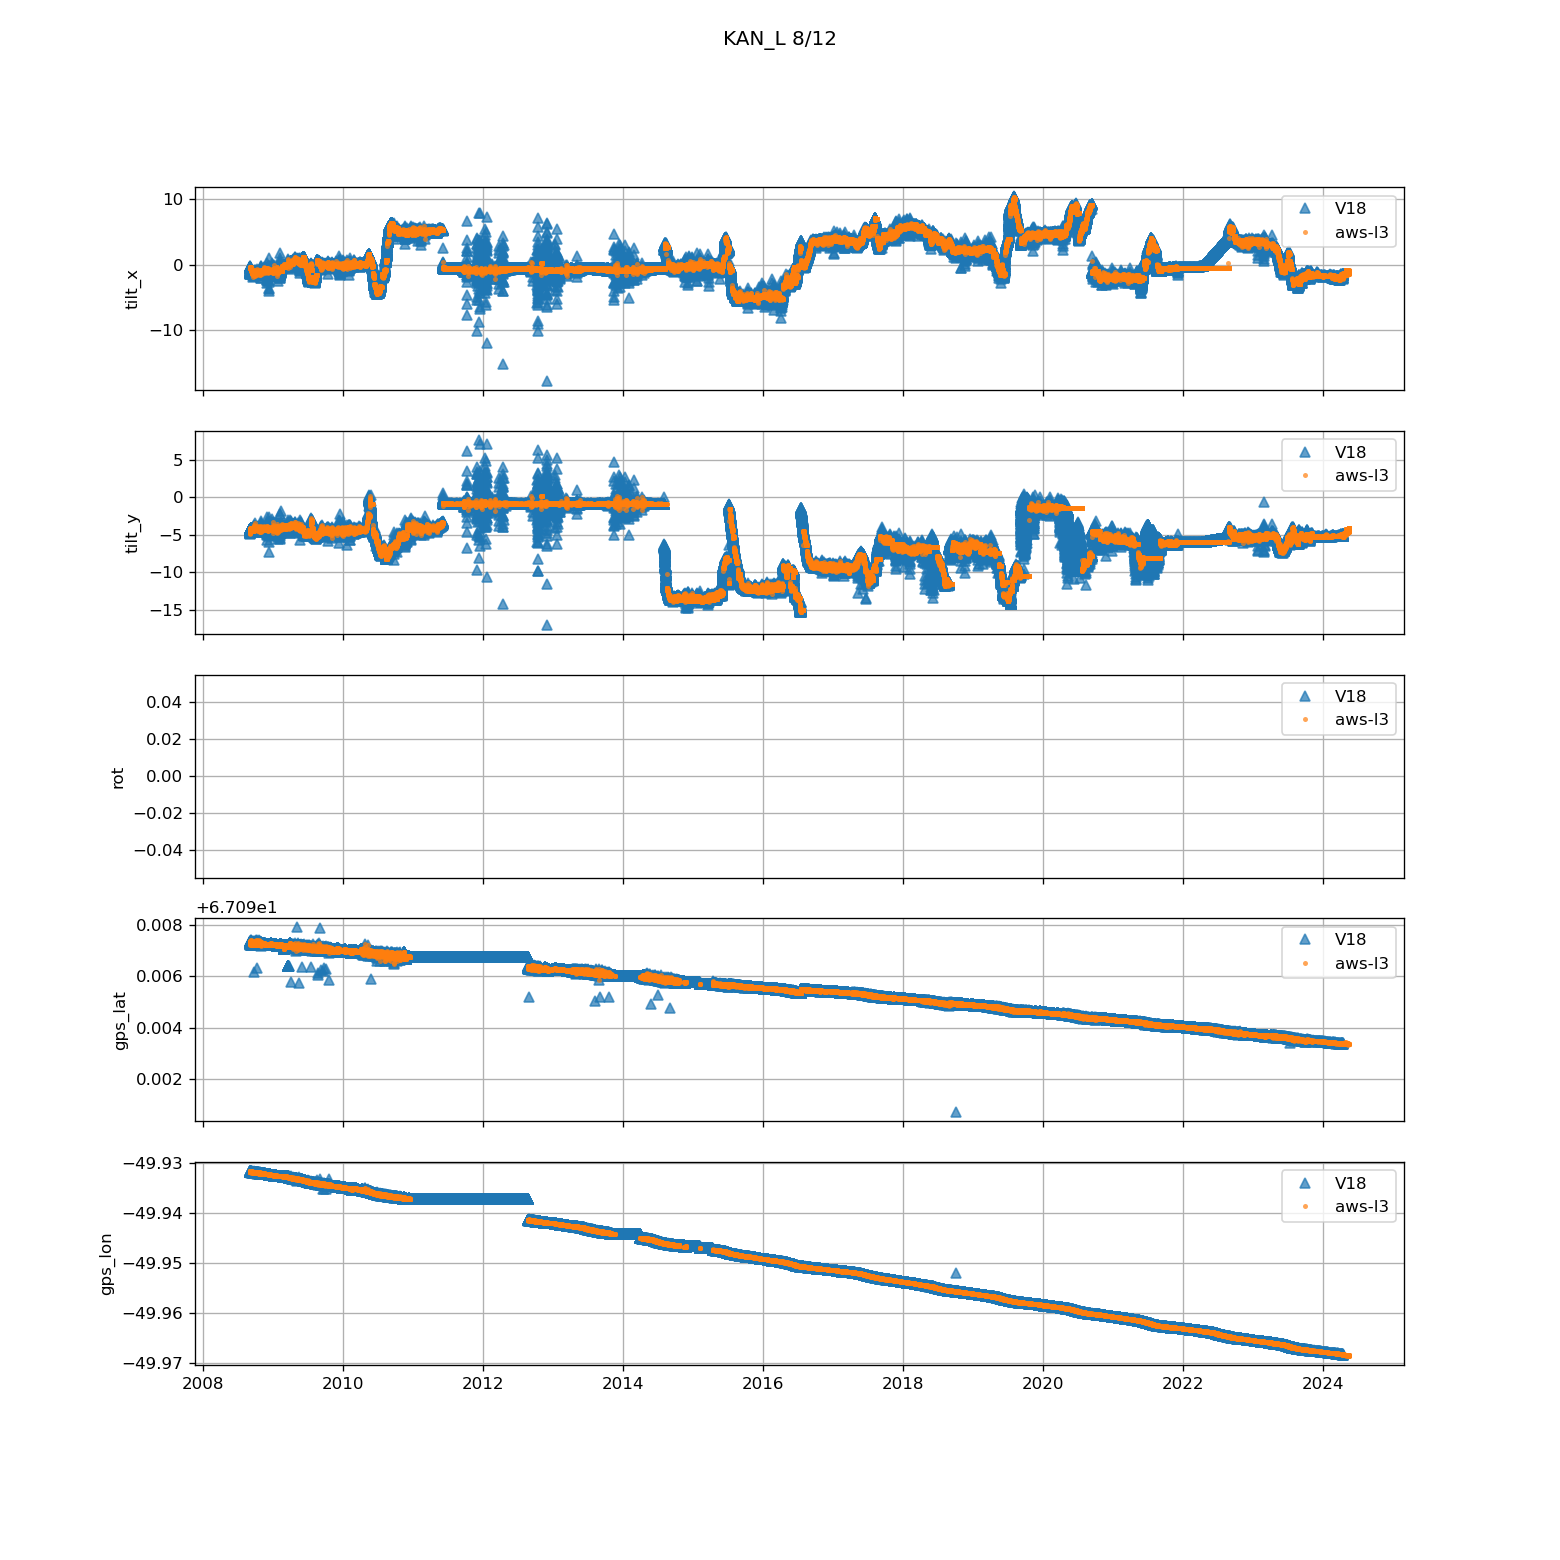 KAN_L 8/12
10
0
−10
tilt_x
V18
aws-l3
5
0
−5
−10
−15
tilt_y
V18
aws-l3
0.04
0.02
0.00
−0.02
−0.04
rot
V18
aws-l3
+6.709e1
0.008
0.006
0.004
0.002
gps_lat
V18
aws-l3
−49.93
−49.94
−49.95
−49.96
−49.97
gps_lon
V18
aws-l3
2008 2010 2012 2014 2016 2018 2020 2022 2024